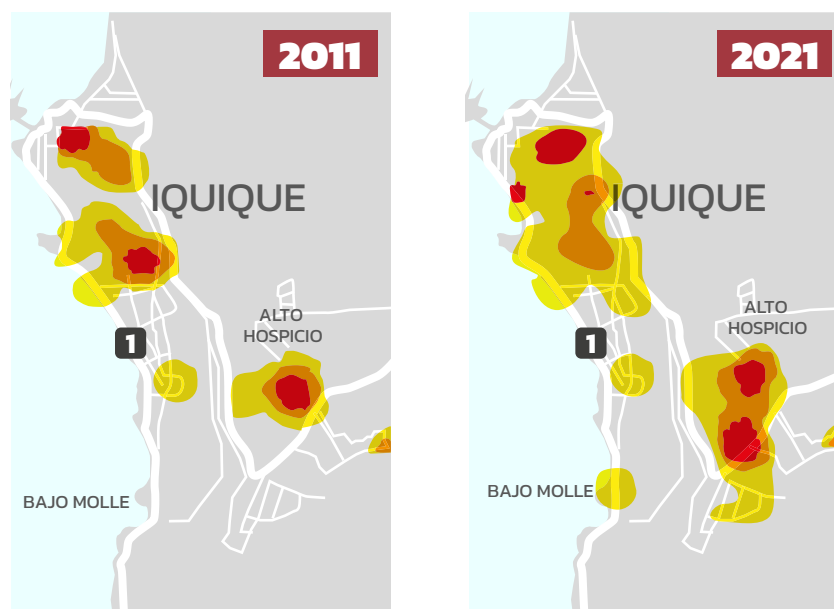 2011
IQUIQUE
ALTO
HOSPICIO
1
BAJO MOLLE
2021
IQUIQUE
ALTO
HOSPICIO
1
BAJO MOLLE